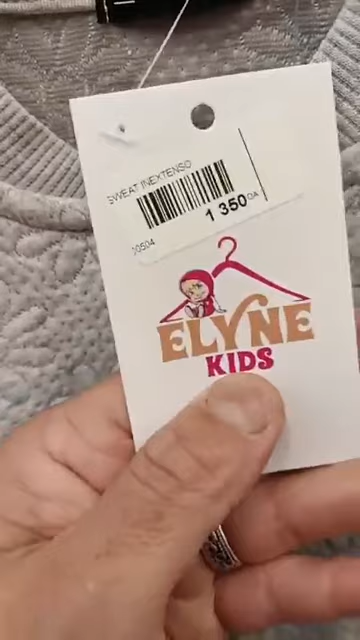 SWEAT INEXTENSO
1 350 DA
00504
ELYNE
KIDS